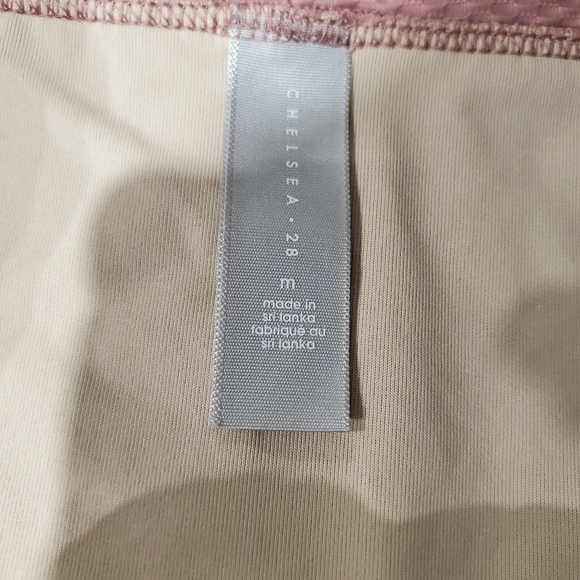 CHELSEA · 28
m
made in
sri lanka
fabriqué au
sri lanka